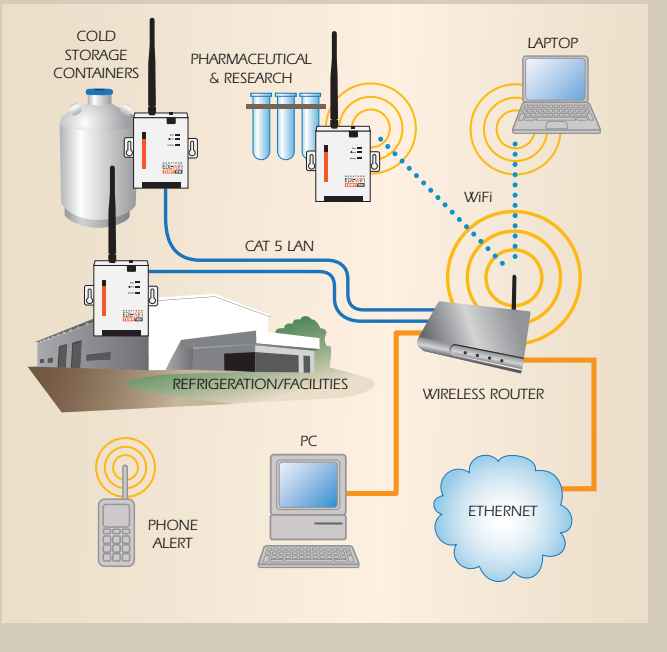 COLD
STORAGE
CONTAINERS
PHARMACEUTICAL
& RESEARCH
LAPTOP
WiFi
CAT 5 LAN
REFRIGERATION/FACILITIES
WIRELESS ROUTER
PC
PHONE
ALERT
ETHERNET